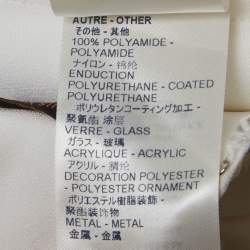 AUTRE - OTHER
その他 - 其他
100% POLYAMIDE -
POLYAMIDE
ナイロン - 锦纶
ENDUCTION
POLYURETHANE - COATED
POLYURETHANE
ポリウレタンコーティング加工 -
聚氨酯 涂层
VERRE - GLASS
ガラス - 玻璃
ACRYLIQUE - ACRYLIC
アクリル - 腈纶
DECORATION POLYESTER
- POLYESTER ORNAMENT
ポリエステル樹脂装飾 -
聚酯装饰物
METAL - METAL
金属 - 金属